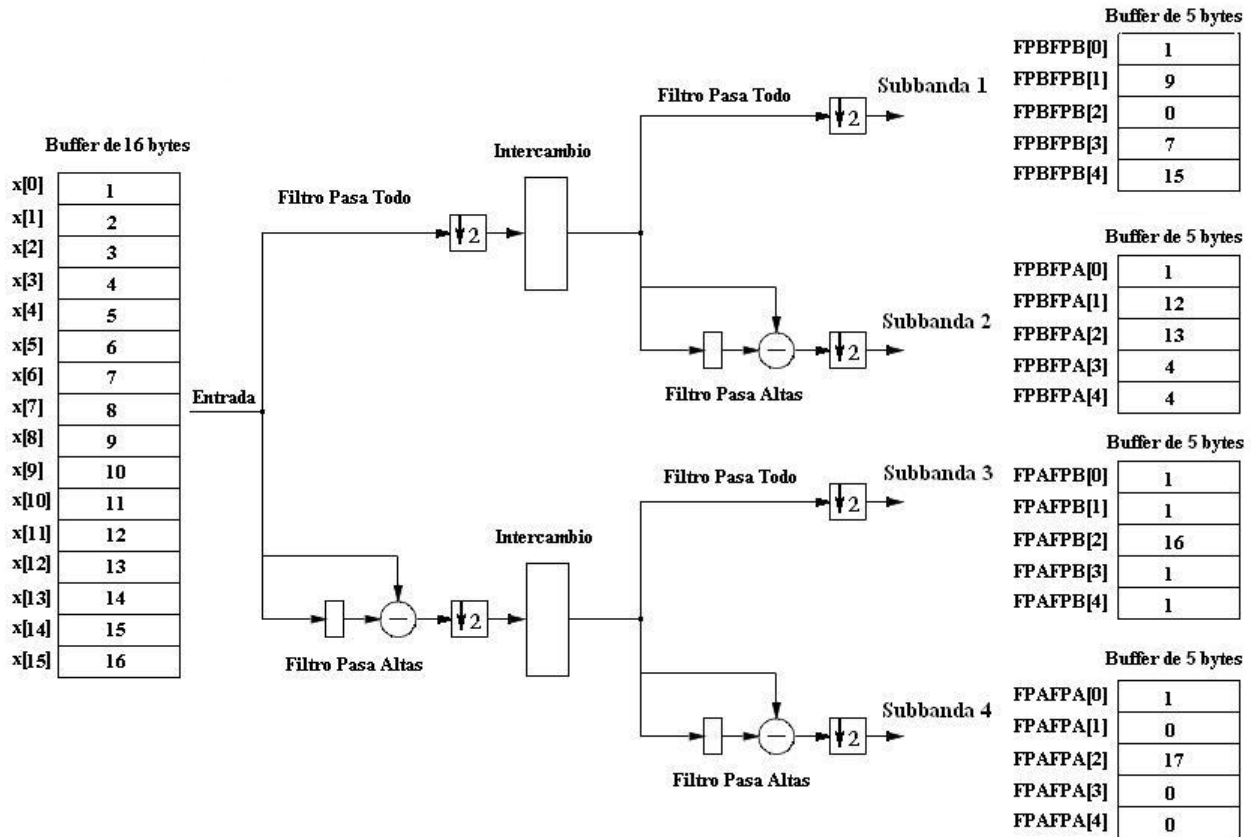 Buffer de 16 bytes
x[0] 1
x[1] 2
x[2] 3
x[3] 4
x[4] 5
x[5] 6
x[6] 7
x[7] 8
x[8] 9
x[9] 10
x[10] 11
x[11] 12
x[12] 13
x[13] 14
x[14] 15
x[15] 16
Entrada
Filtro Pasa Todo
2
Intercambio
Filtro Pasa Todo
2
Subbanda 1
Filtro Pasa Altas
2
Subbanda 2
Filtro Pasa Altas
2
Intercambio
Filtro Pasa Todo
2
Subbanda 3
Filtro Pasa Altas
2
Subbanda 4
Buffer de 5 bytes
FPBFPB[0] 1
FPBFPB[1] 9
FPBFPB[2] 0
FPBFPB[3] 7
FPBFPB[4] 15
Buffer de 5 bytes
FPBFPA[0] 1
FPBFPA[1] 12
FPBFPA[2] 13
FPBFPA[3] 4
FPBFPA[4] 4
Buffer de 5 bytes
FPAFPB[0] 1
FPAFPB[1] 1
FPAFPB[2] 16
FPAFPB[3] 1
FPAFPB[4] 1
Buffer de 5 bytes
FPAFPA[0] 1
FPAFPA[1] 0
FPAFPA[2] 17
FPAFPA[3] 0
FPAFPA[4] 0